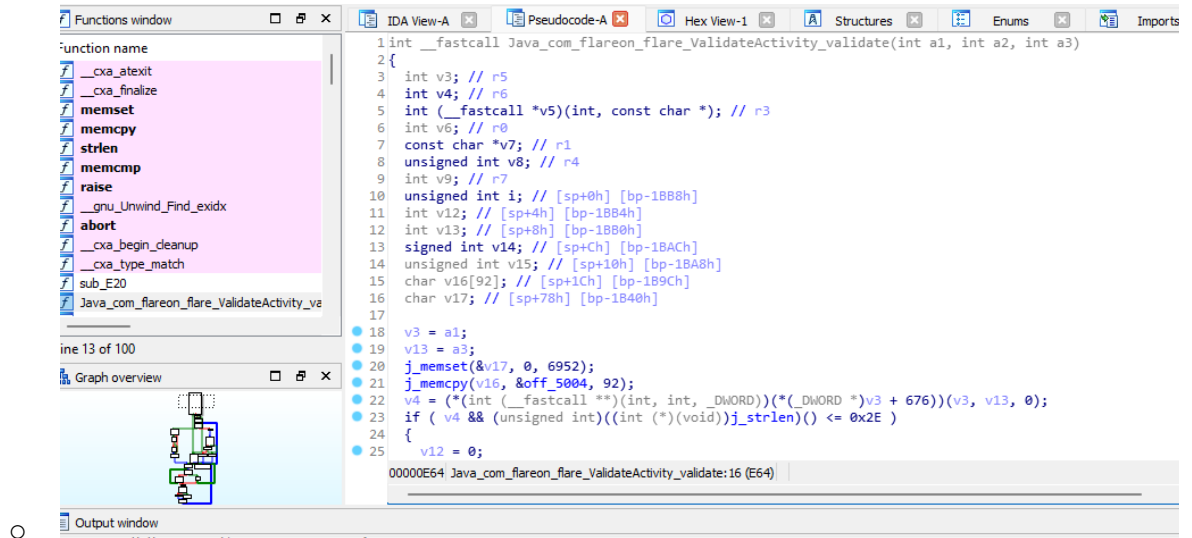 Functions window
Function name
f __cxa_atexit
f __cxa_finalize
f memset
f memcpy
f strlen
f memcmp
f raise
f __gnu_Unwind_Find_exidx
f abort
f __cxa_begin_cleanup
f __cxa_type_match
f sub_E20
f Java_com_flareon_flare_ValidateActivity_va
ine 13 of 100
Graph overview
IDA View-A Pseudocode-A Hex View-1 Structures Enums Imports
1 int __fastcall Java_com_flareon_flare_ValidateActivity_validate(int a1, int a2, int a3)
2 {
3 int v3; // r5
4 int v4; // r6
5 int (__fastcall *v5)(int, const char *); // r3
6 int v6; // r0
7 const char *v7; // r1
8 unsigned int v8; // r4
9 int v9; // r7
10 unsigned int i; // [sp+0h] [bp-1BB8h]
11 int v12; // [sp+4h] [bp-1BB4h]
12 int v13; // [sp+8h] [bp-1BB0h]
13 signed int v14; // [sp+Ch] [bp-1BACh]
14 unsigned int v15; // [sp+10h] [bp-1BA8h]
15 char v16[92]; // [sp+1Ch] [bp-1B9Ch]
16 char v17; // [sp+78h] [bp-1B40h]
17
18 v3 = a1;
19 v13 = a3;
20 j_memset(&v17, 0, 6952);
21 j_memcpy(v16, &off_5004, 92);
22 v4 = (*(int (__fastcall **)(int, int, _DWORD))(*(_DWORD *)v3 + 676))(v3, v13, 0);
23 if ( v4 && (unsigned int)((int (*)(void))j_strlen)() <= 0x2E )
24 {
25 v12 = 0;
00000E64 Java_com_flareon_flare_ValidateActivity_validate:16 (E64)
Output window